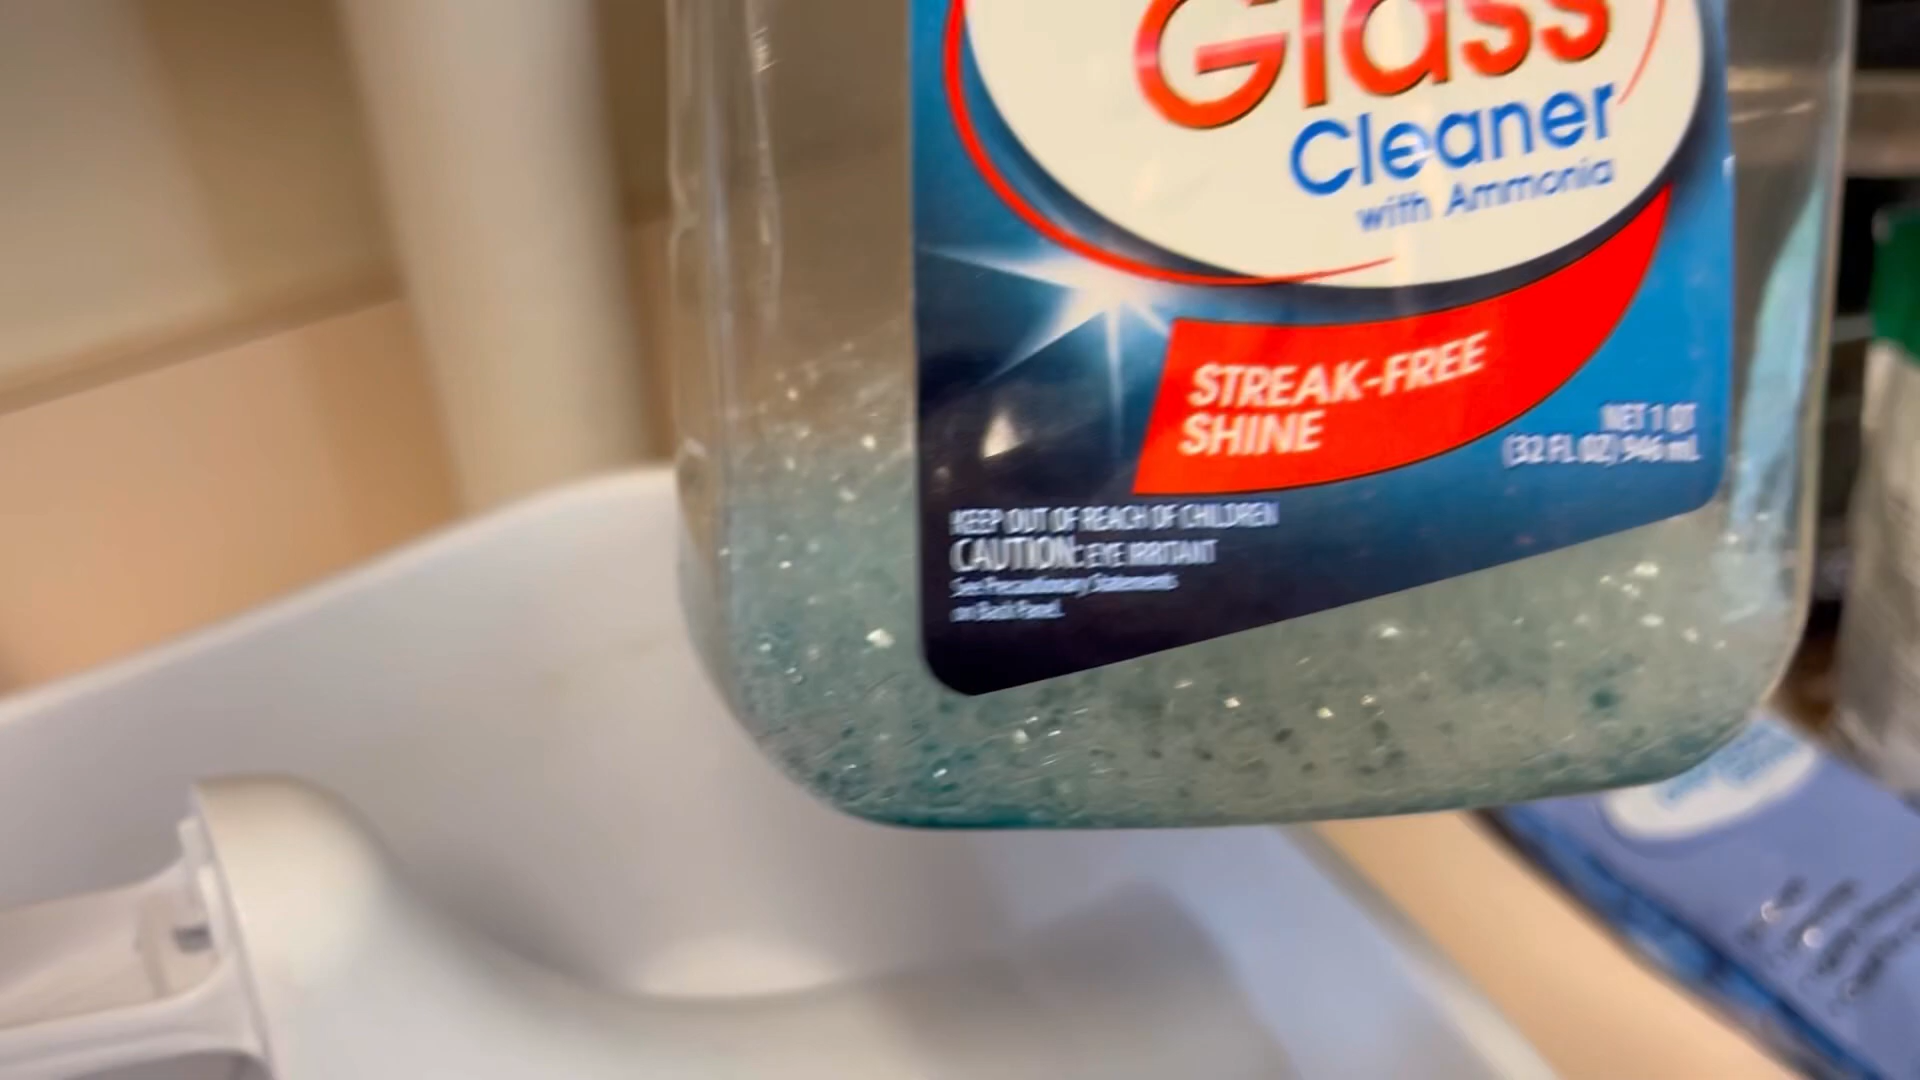 Glass
Cleaner
with Ammonia
STREAK-FREE
SHINE
NET 1 QT
(32 FL OZ) 946 mL
KEEP OUT OF REACH OF CHILDREN
CAUTION: EYE IRRITANT
See Precautionary Statements
on Back Panel.